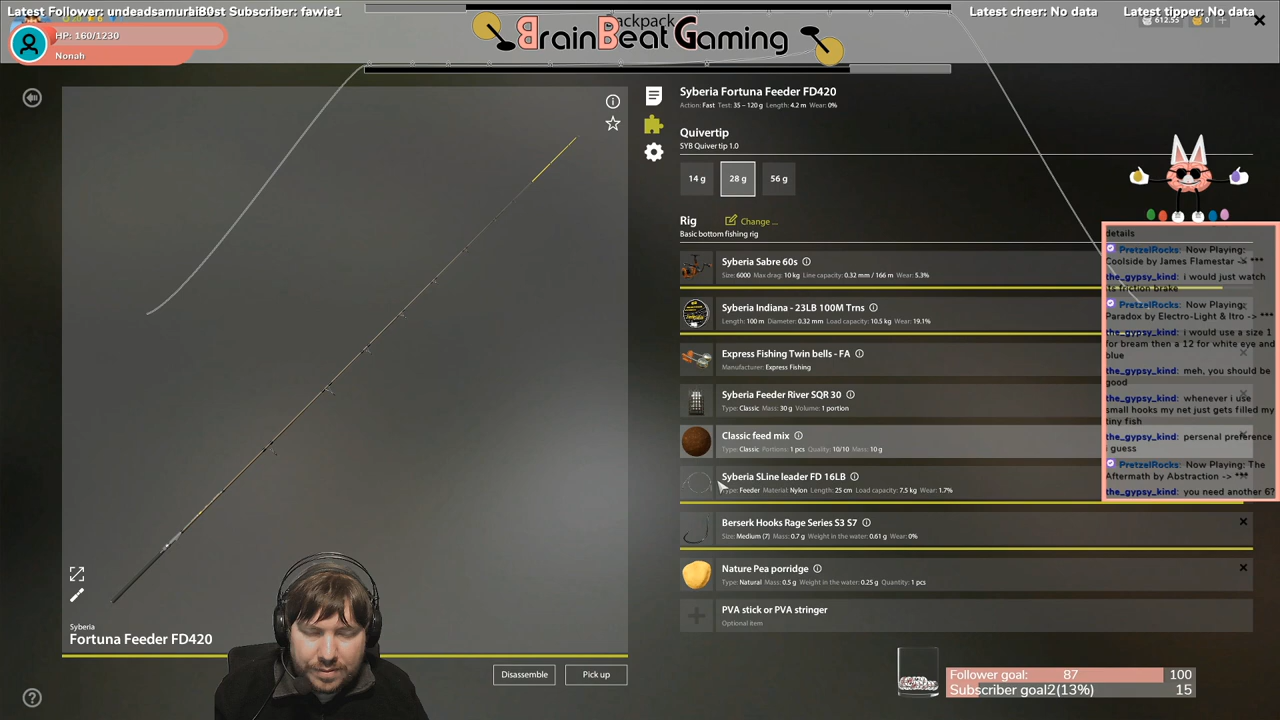 Latest Follower: undeadsamurai80st Subscriber: fawie1
Latest cheer: No data
Latest tipper: No data
HP: 160/1230
Nonah
BrainBeat Gaming
612.55
0
Syberia Fortuna Feeder FD420
Action: Fast Test: 35 – 120 g Length: 4.2 m Wear: 0%
Quivertip
SYB Quiver tip 1.0
14 g
28 g
56 g
Rig
Change ...
Basic bottom fishing rig
Syberia Sabre 60s
Size: 6000 Max drag: 10 kg Line capacity: 0.32 mm / 166 m Wear: 5.3%
Syberia Indiana - 23LB 100M Trns
Length: 100 m Diameter: 0.32 mm Load capacity: 10.5 kg Wear: 19.1%
Express Fishing Twin bells - FA
Manufacturer: Express Fishing
Syberia Feeder River SQR 30
Type: Classic Mass: 30 g Volume: 1 portion
Classic feed mix
Type: Classic Portions: 1 pcs Quality: 10/10 Mass: 10 g
Syberia SLine leader FD 16LB
Type: Feeder Material: Nylon Length: 25 cm Load capacity: 7.5 kg Wear: 1.7%
Berserk Hooks Rage Series S3 S7
Size: Medium (7) Mass: 0.7 g Weight in the water: 0.61 g Wear: 0%
Nature Pea porridge
Type: Natural Mass: 0.5 g Weight in the water: 0.25 g Quantity: 1 pcs
PVA stick or PVA stringer
Optional item
details
PretzelRocks: Now Playing:
Coolside by James Flamestar -> ***
the_gypsy_kind: i would just watch
its friction brake
PretzelRocks: Now Playing:
Paradox by Electro-Light & Itro -> ***
the_gypsy_kind: i would use a size 1
for bream then a 12 for white eye and
blue
the_gypsy_kind: meh, you should be
good
the_gypsy_kind: whenever i use
small hooks my net just gets filled my
tiny fish
the_gypsy_kind: persenal preference
i guess
PretzelRocks: Now Playing: The
Aftermath by Abstraction -> ***
the_gypsy_kind: you need another 6?
Syberia
Fortuna Feeder FD420
Disassemble
Pick up
Follower goal: 87 100
Subscriber goal2(13%) 15